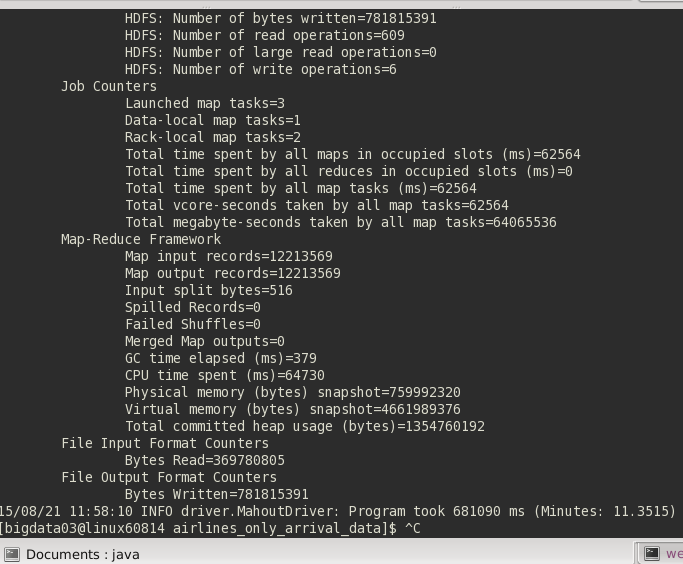 HDFS: Number of bytes written=781815391
HDFS: Number of read operations=609
HDFS: Number of large read operations=0
HDFS: Number of write operations=6
Job Counters
Launched map tasks=3
Data-local map tasks=1
Rack-local map tasks=2
Total time spent by all maps in occupied slots (ms)=62564
Total time spent by all reduces in occupied slots (ms)=0
Total time spent by all map tasks (ms)=62564
Total vcore-seconds taken by all map tasks=62564
Total megabyte-seconds taken by all map tasks=64065536
Map-Reduce Framework
Map input records=12213569
Map output records=12213569
Input split bytes=516
Spilled Records=0
Failed Shuffles=0
Merged Map outputs=0
GC time elapsed (ms)=379
CPU time spent (ms)=64730
Physical memory (bytes) snapshot=759992320
Virtual memory (bytes) snapshot=4661989376
Total committed heap usage (bytes)=1354760192
File Input Format Counters
Bytes Read=369780805
File Output Format Counters
Bytes Written=781815391
15/08/21 11:58:10 INFO driver.MahoutDriver: Program took 681090 ms (Minutes: 11.3515)
[bigdata03@linux60814 airlines_only_arrival_data]$ ^C
Documents : java
we